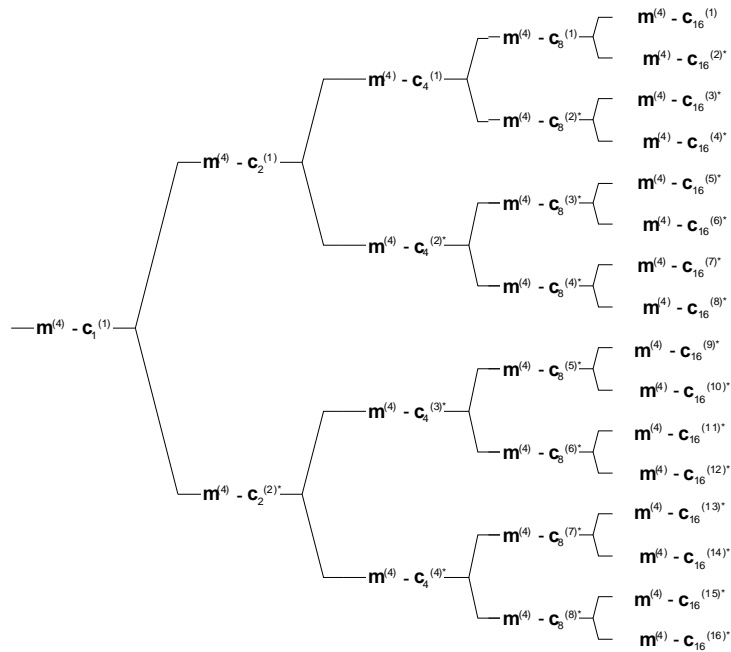 m⁽⁴⁾ - c₁₆⁽¹⁾
m⁽⁴⁾ - c₈⁽¹⁾
m⁽⁴⁾ - c₁₆⁽²⁾*
m⁽⁴⁾ - c₄⁽¹⁾
m⁽⁴⁾ - c₁₆⁽³⁾*
m⁽⁴⁾ - c₈⁽²⁾*
m⁽⁴⁾ - c₁₆⁽⁴⁾*
m⁽⁴⁾ - c₂⁽¹⁾
m⁽⁴⁾ - c₁₆⁽⁵⁾*
m⁽⁴⁾ - c₈⁽³⁾*
m⁽⁴⁾ - c₁₆⁽⁶⁾*
m⁽⁴⁾ - c₄⁽²⁾*
m⁽⁴⁾ - c₁₆⁽⁷⁾*
m⁽⁴⁾ - c₈⁽⁴⁾*
m⁽⁴⁾ - c₁₆⁽⁸⁾*
m⁽⁴⁾ - c₁⁽¹⁾
m⁽⁴⁾ - c₁₆⁽⁹⁾*
m⁽⁴⁾ - c₈⁽⁵⁾*
m⁽⁴⁾ - c₁₆⁽¹⁰⁾*
m⁽⁴⁾ - c₄⁽³⁾*
m⁽⁴⁾ - c₁₆⁽¹¹⁾*
m⁽⁴⁾ - c₈⁽⁶⁾*
m⁽⁴⁾ - c₁₆⁽¹²⁾*
m⁽⁴⁾ - c₂⁽²⁾*
m⁽⁴⁾ - c₁₆⁽¹³⁾*
m⁽⁴⁾ - c₈⁽⁷⁾*
m⁽⁴⁾ - c₁₆⁽¹⁴⁾*
m⁽⁴⁾ - c₄⁽⁴⁾*
m⁽⁴⁾ - c₁₆⁽¹⁵⁾*
m⁽⁴⁾ - c₈⁽⁸⁾*
m⁽⁴⁾ - c₁₆⁽¹⁶⁾*